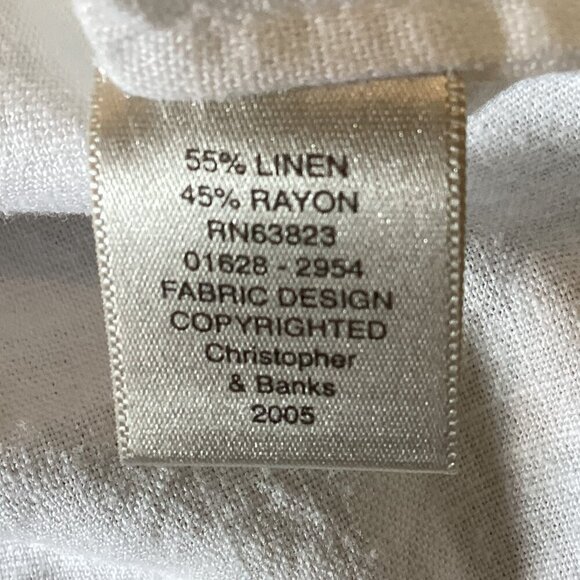 55% LINEN
45% RAYON
RN63823
01628 - 2954
FABRIC DESIGN
COPYRIGHTED
Christopher
& Banks
2005